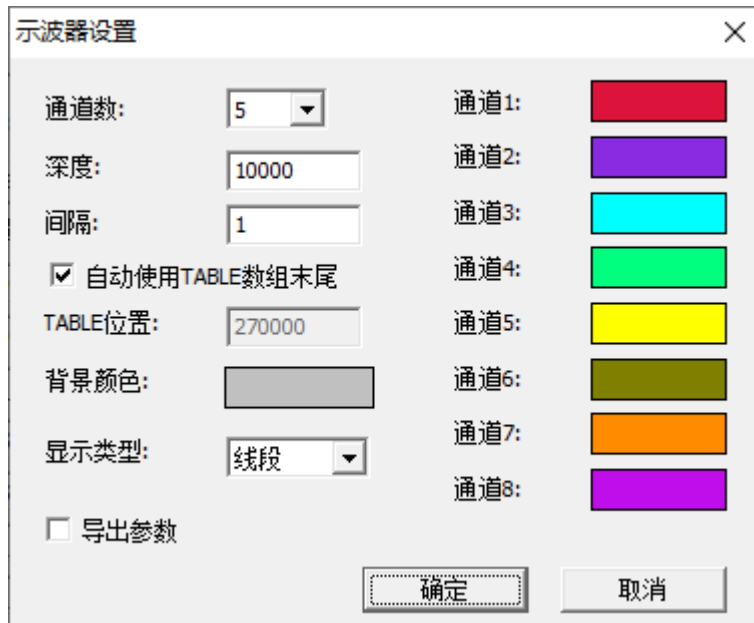 示波器设置
通道数: 5
深度: 10000
间隔: 1
自动使用TABLE数组末尾
TABLE位置: 270000
背景颜色:
显示类型: 线段
导出参数
通道1:
通道2:
通道3:
通道4:
通道5:
通道6:
通道7:
通道8:
确定
取消